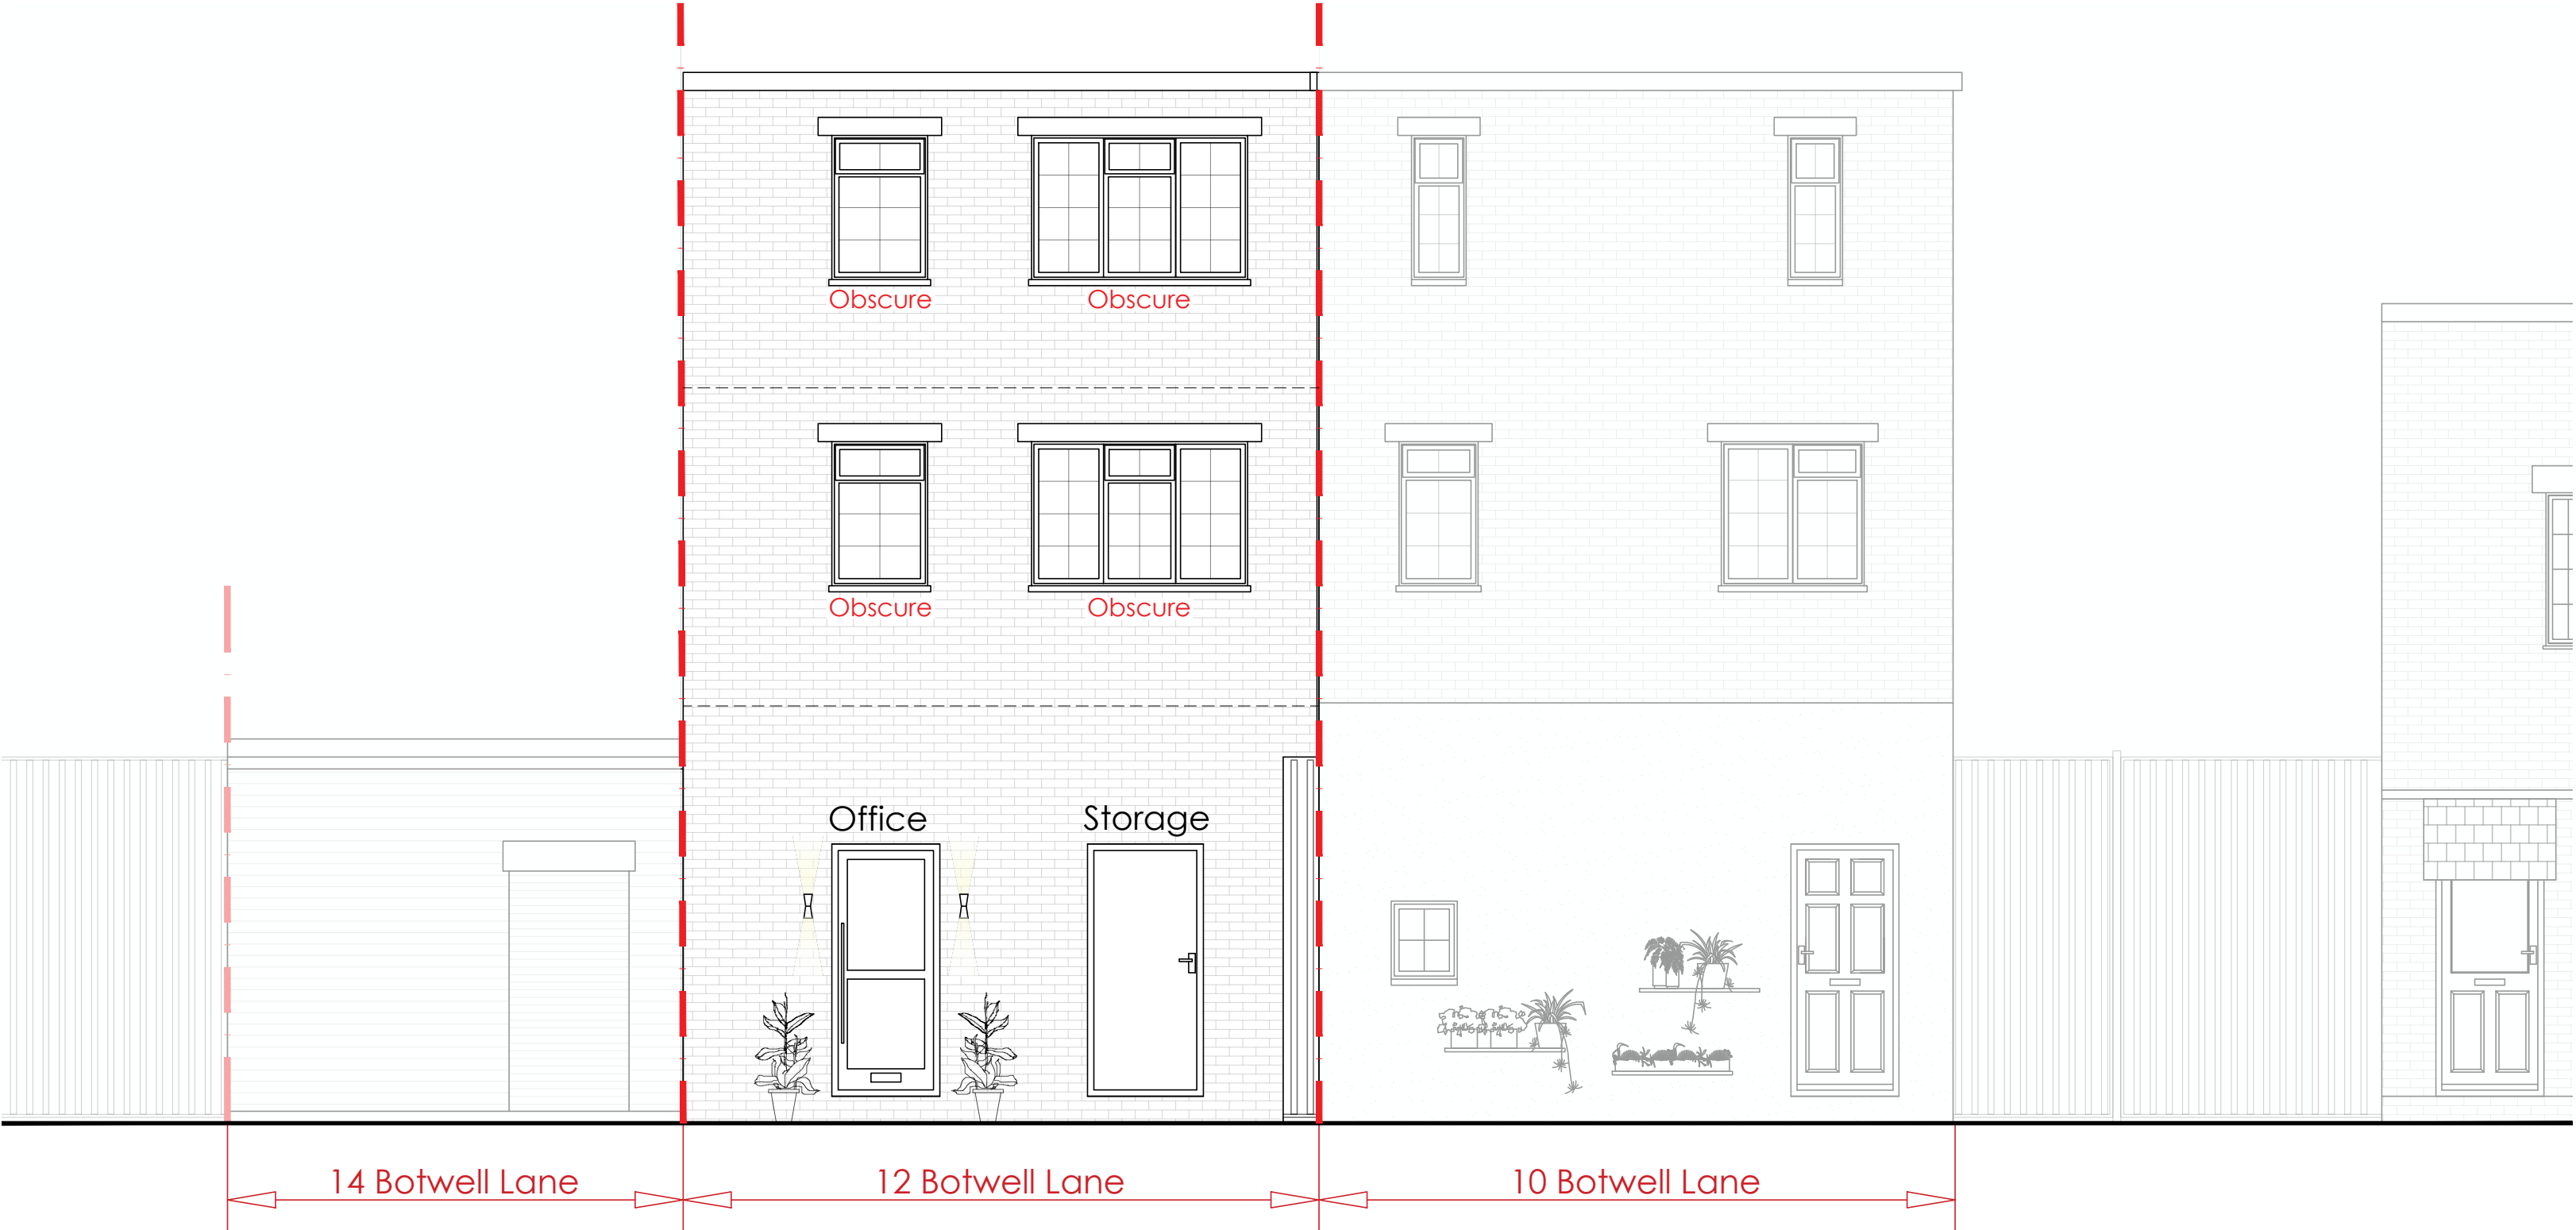 Obscure
Obscure
Obscure
Obscure
Office
Storage
14 Botwell Lane
12 Botwell Lane
10 Botwell Lane